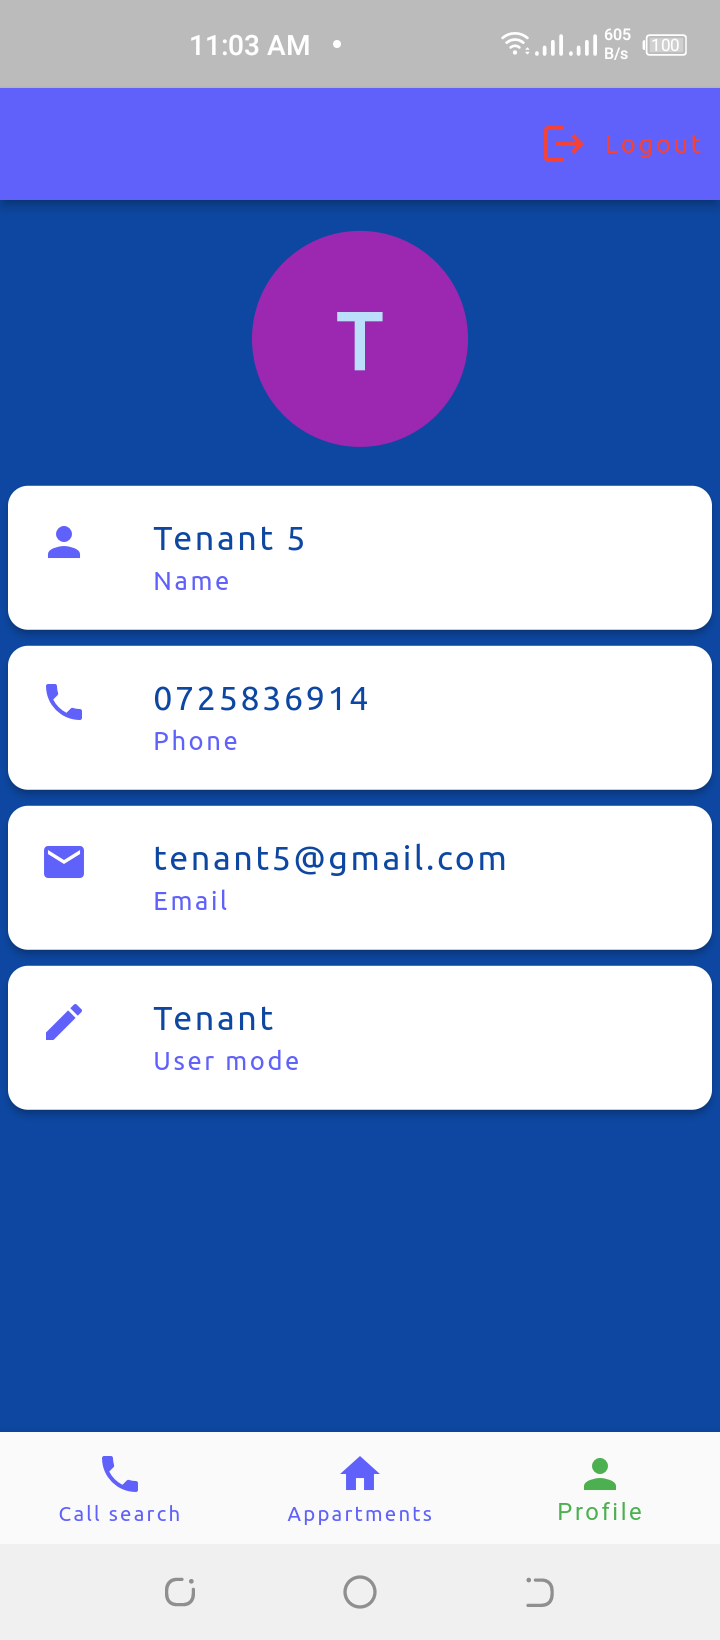 11:03 AM
605
B/s
100
Logout
T
Tenant 5
Name
0725836914
Phone
tenant5@gmail.com
Email
Tenant
User mode
Call search
Appartments
Profile